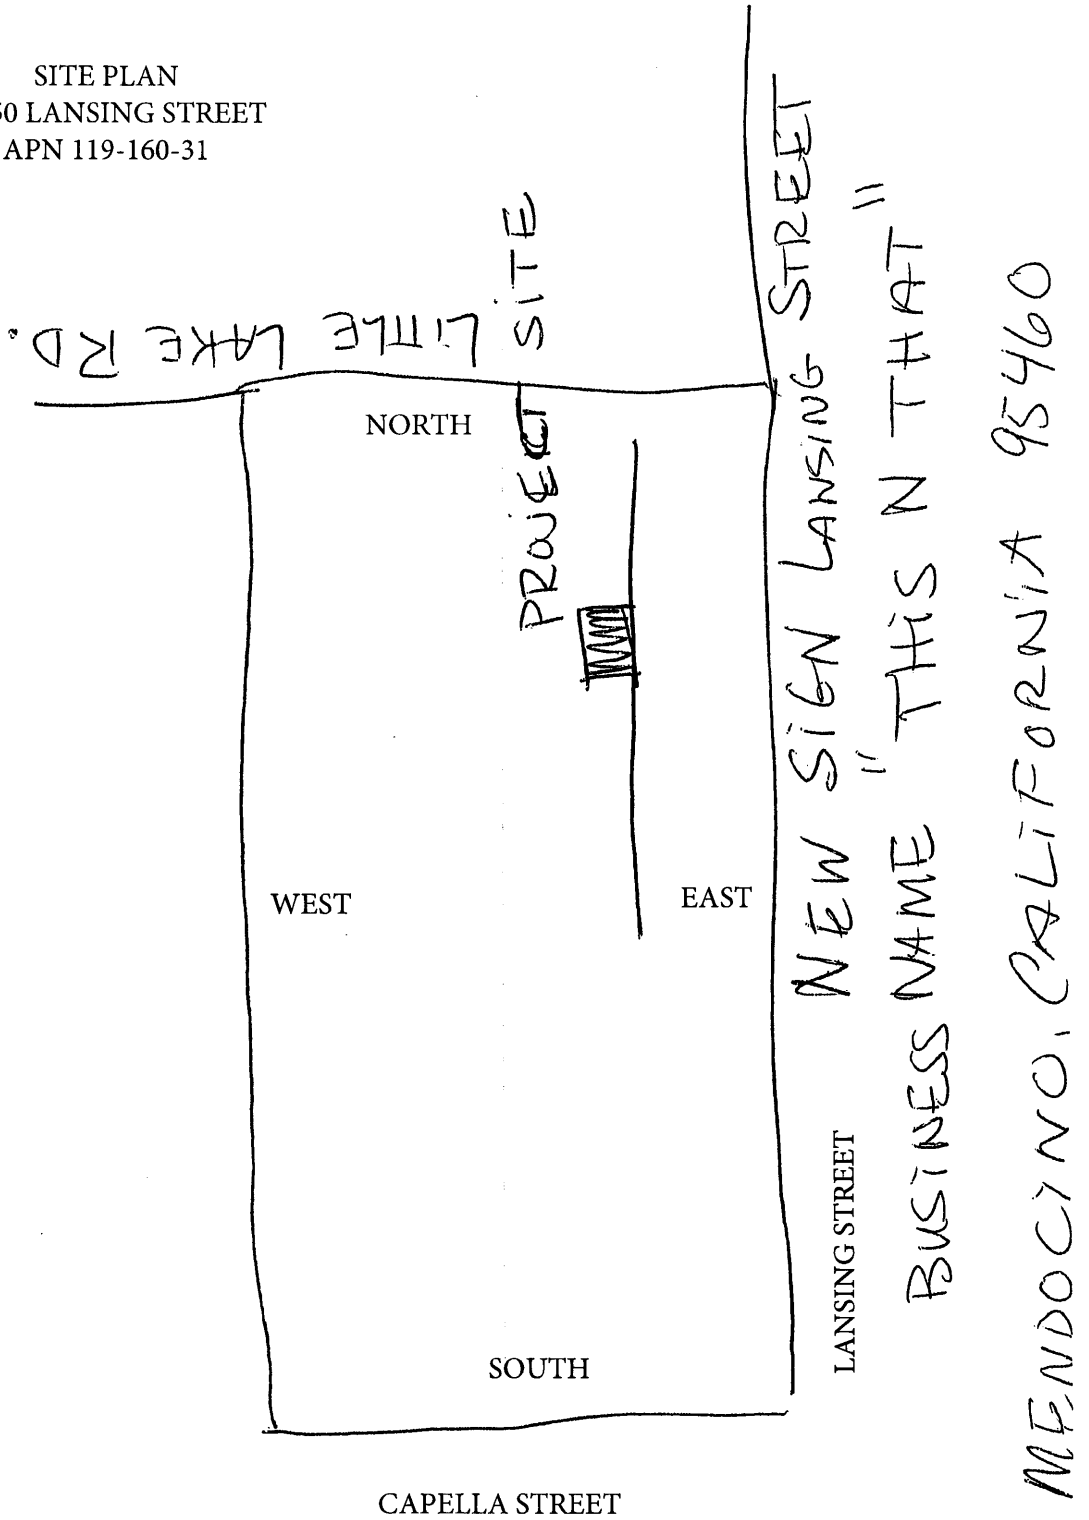 SITE PLAN
50 LANSING STREET
APN 119-160-31
LiTTLE LAKE RD.
PROJECT SiTE
NORTH
WEST
EAST
SOUTH
CAPELLA STREET
LANSING STREET
NEW SiGN LANSiNG STREET
BUSiNESS NAME "THiS N THAT"
MENDOCINO, CALiFORNiA 95460